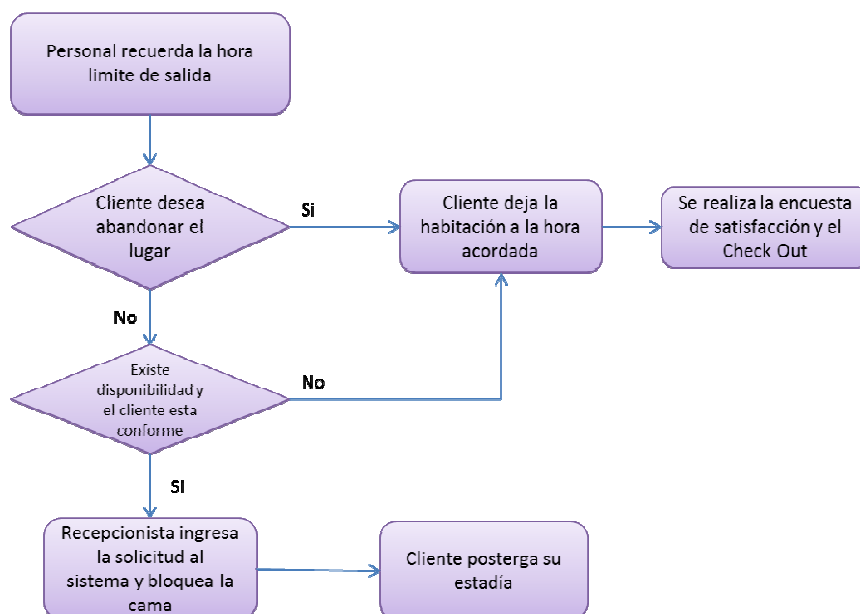 Personal recuerda la hora
limite de salida
Cliente desea
abandonar el
lugar
Si
Cliente deja la
habitación a la hora
acordada
Se realiza la encuesta
de satisfacción y el
Check Out
No
Existe
disponibilidad y
el cliente esta
conforme
No
SI
Recepcionista ingresa
la solicitud al
sistema y bloquea la
cama
Cliente posterga su
estadía